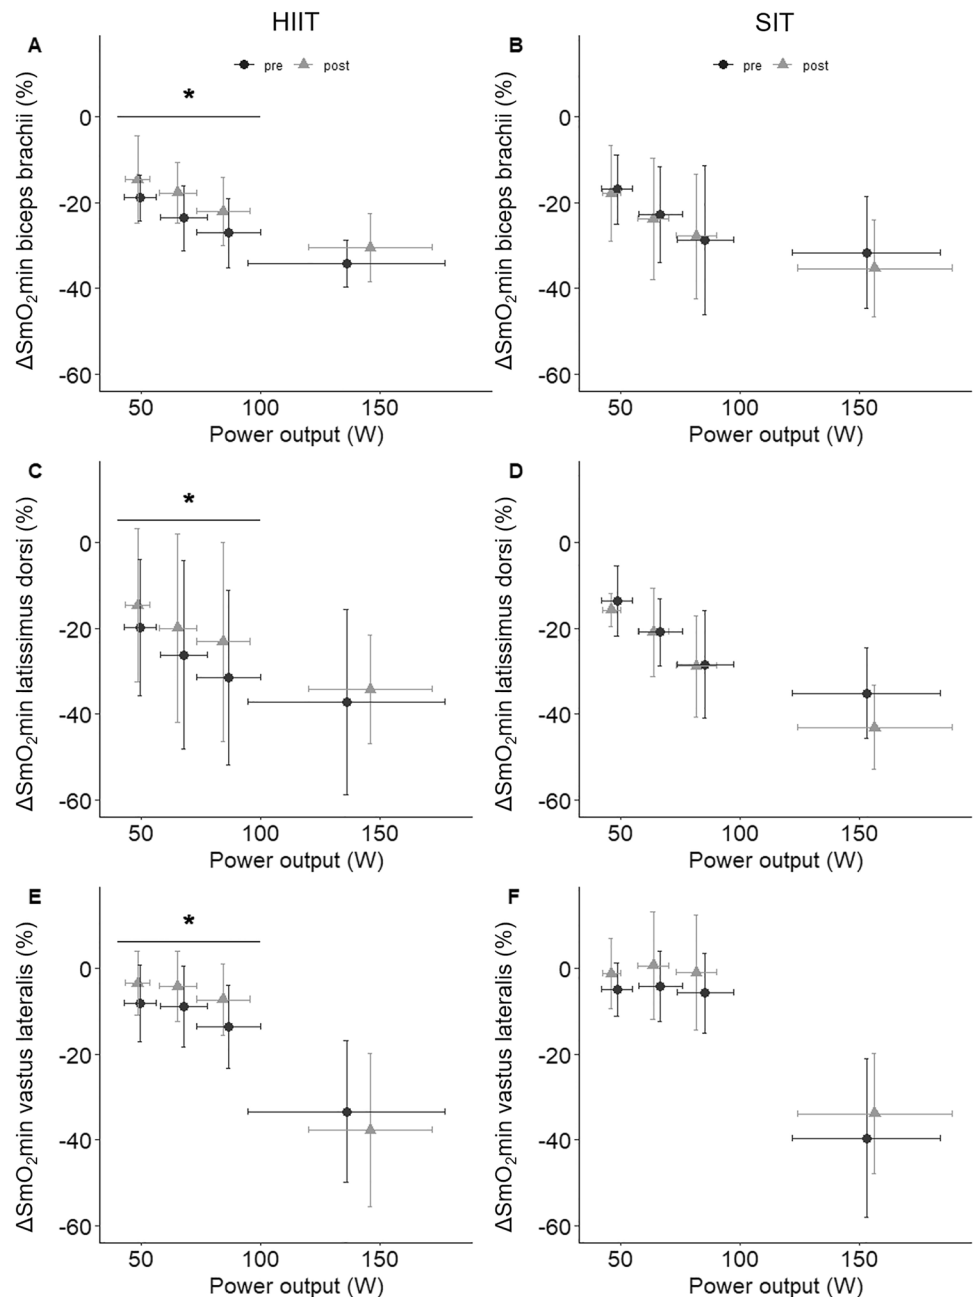 HIIT
SIT
A
pre post
*
ΔSmO₂min biceps brachii (%)
0
-20
-40
-60
50 100 150
Power output (W)
B
pre post
ΔSmO₂min biceps brachii (%)
0
-20
-40
-60
50 100 150
Power output (W)
C
*
ΔSmO₂min latissimus dorsi (%)
0
-20
-40
-60
50 100 150
Power output (W)
D
ΔSmO₂min latissimus dorsi (%)
0
-20
-40
-60
50 100 150
Power output (W)
E
*
ΔSmO₂min vastus lateralis (%)
0
-20
-40
-60
50 100 150
Power output (W)
F
ΔSmO₂min vastus lateralis (%)
0
-20
-40
-60
50 100 150
Power output (W)